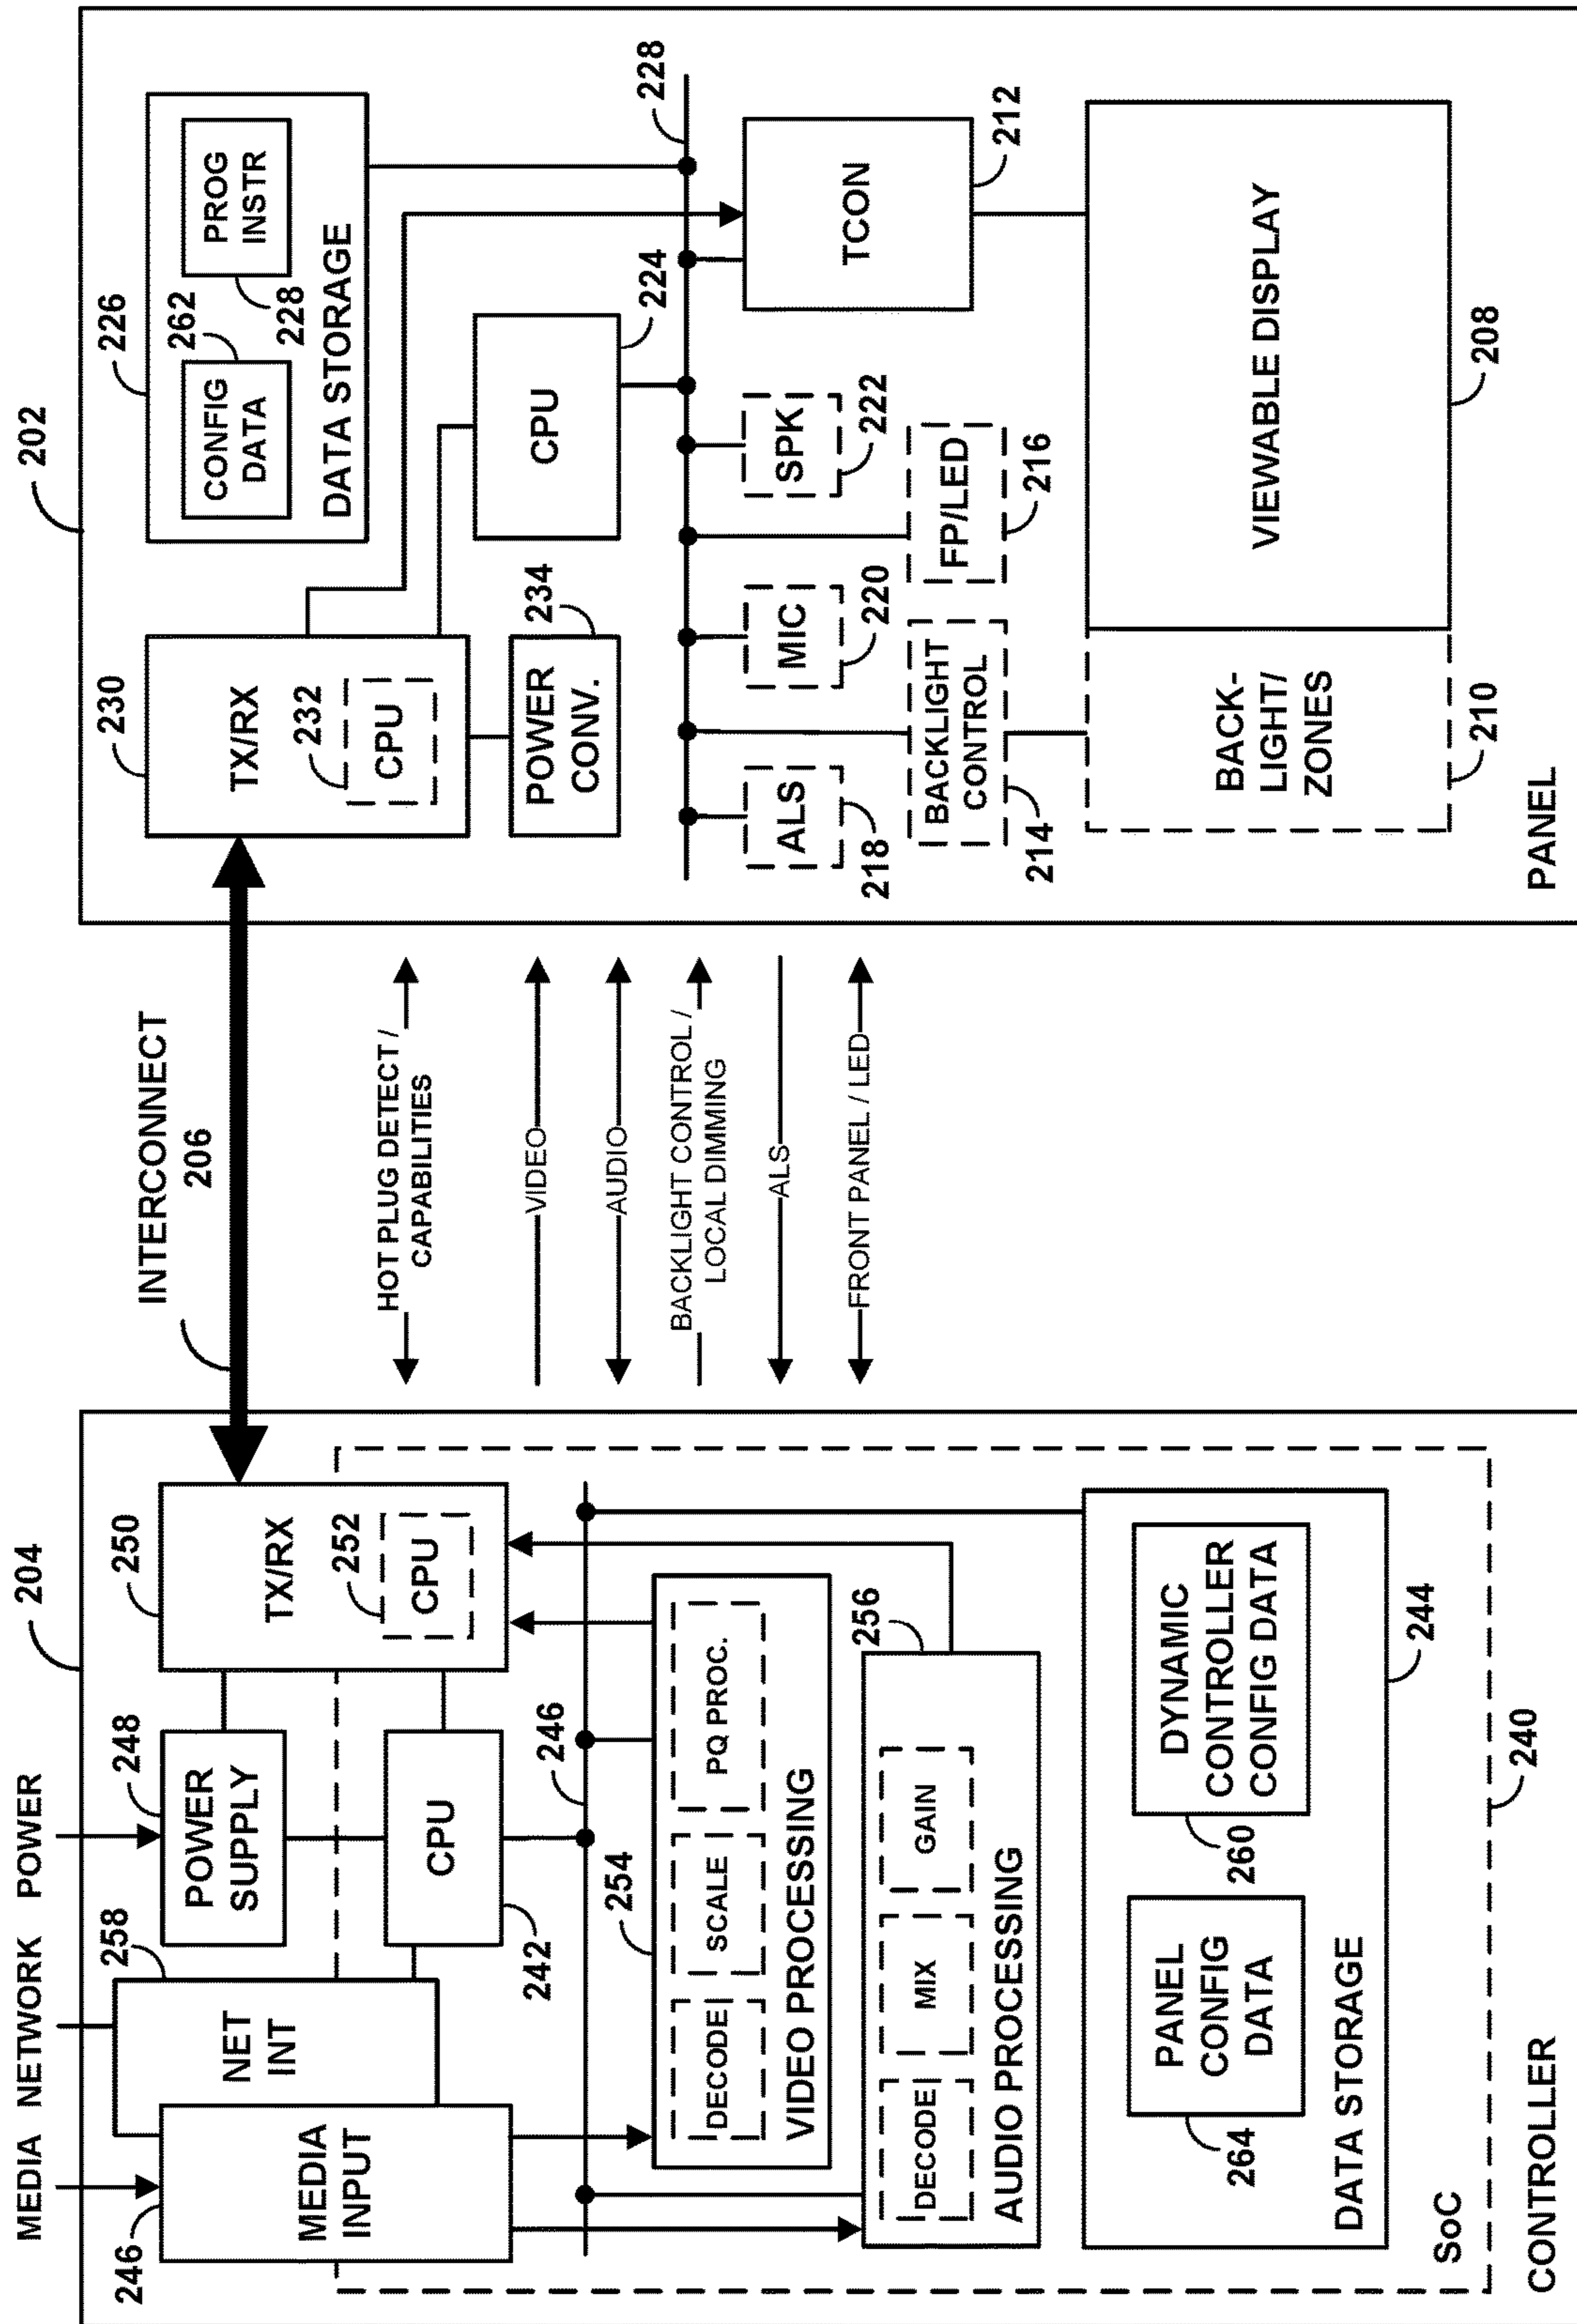 MEDIA
NETWORK
POWER
204
246
MEDIA
INPUT
258
NET
INT
248
POWER
SUPPLY
250
TX/RX
252
CPU
CPU
242
246
254
DECODE
SCALE
PQ PROC.
VIDEO PROCESSING
256
DECODE
MIX
GAIN
AUDIO PROCESSING
PANEL
CONFIG
DATA
264
DYNAMIC
CONTROLLER
CONFIG DATA
260
DATA STORAGE
244
SoC
240
CONTROLLER
INTERCONNECT
206
HOT PLUG DETECT /
CAPABILITIES
VIDEO
AUDIO
BACKLIGHT CONTROL /
LOCAL DIMMING
ALS
FRONT PANEL / LED
202
230
TX/RX
232
CPU
226
CONFIG
DATA
262
PROG
INSTR
228
DATA STORAGE
POWER
CONV.
234
CPU
224
228
ALS
218
MIC
220
SPK
222
TCON
212
BACKLIGHT
CONTROL
214
FP/LED
216
BACK-
LIGHT/
ZONES
210
VIEWABLE DISPLAY
208
PANEL